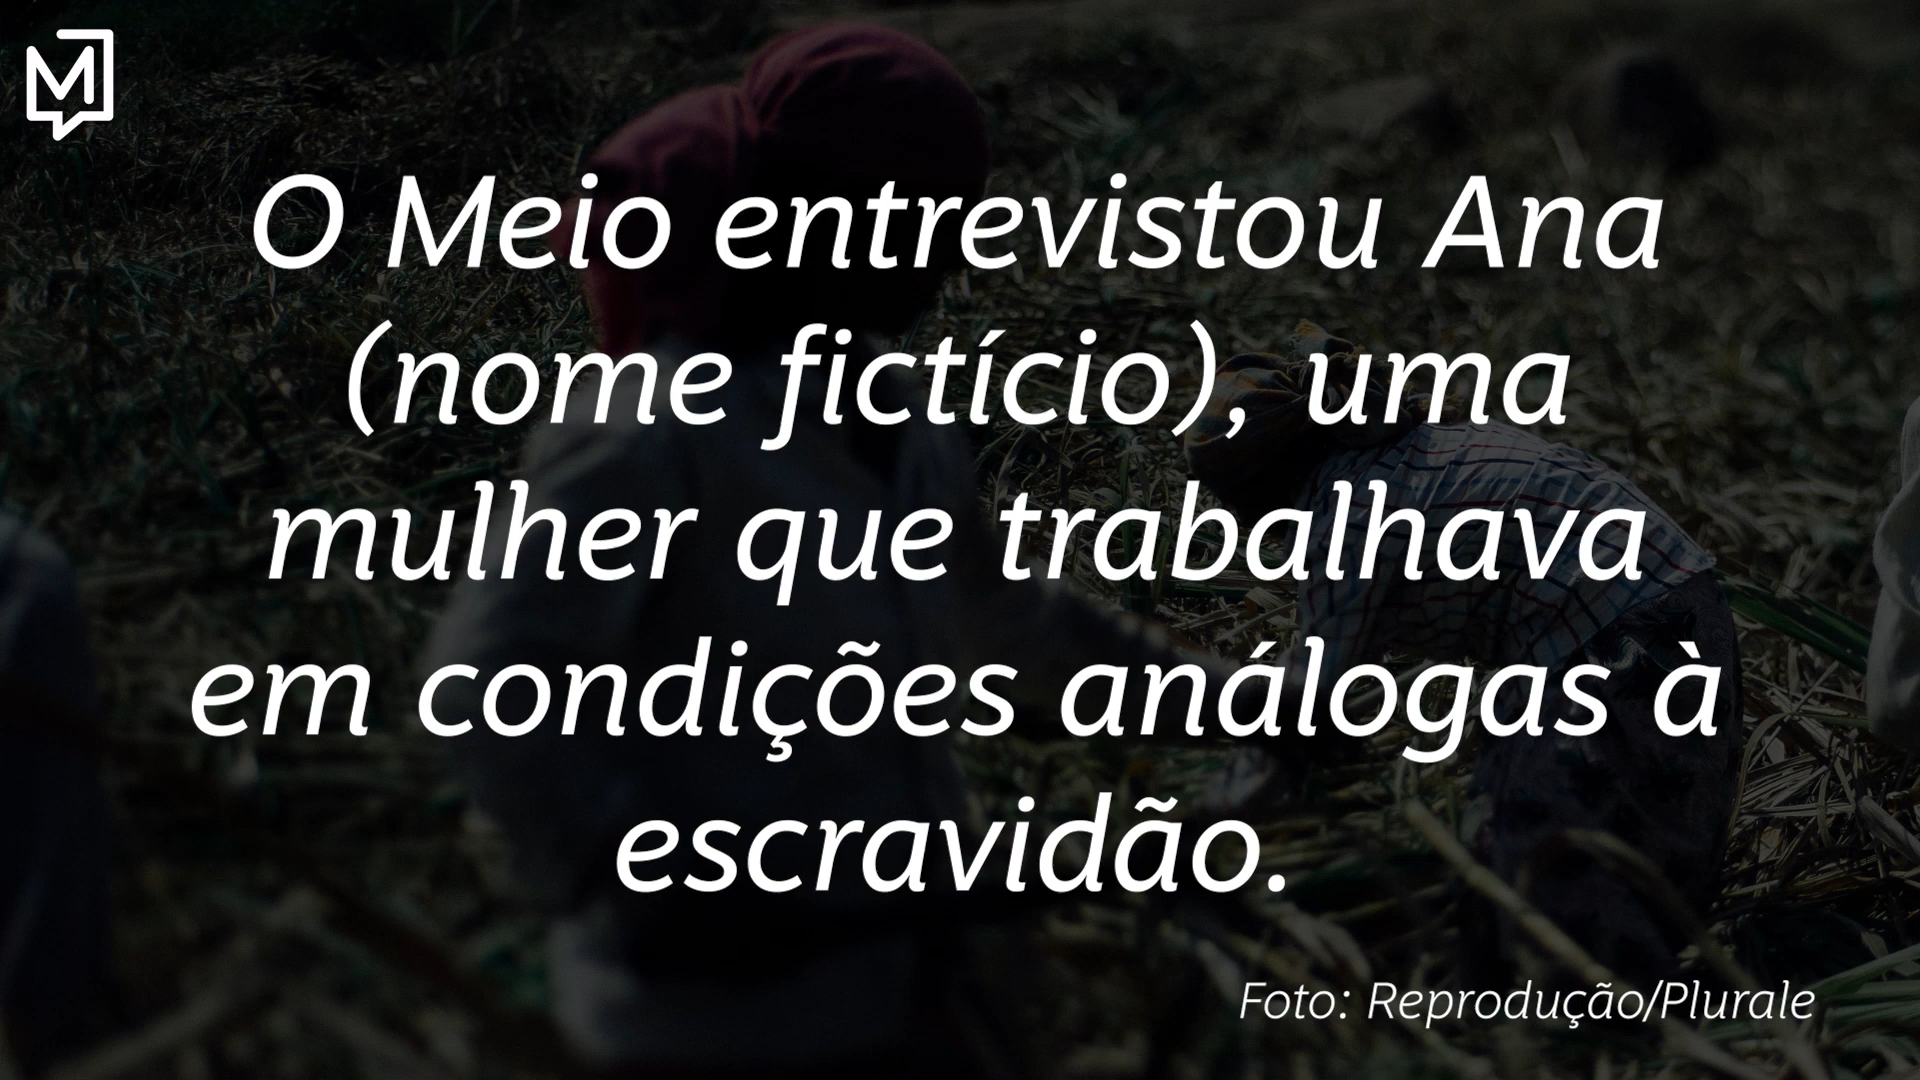 M
O Meio entrevistou Ana
(nome fictício), uma
mulher que trabalhava
em condições análogas à
escravidão.
Foto: Reprodução/Plurale